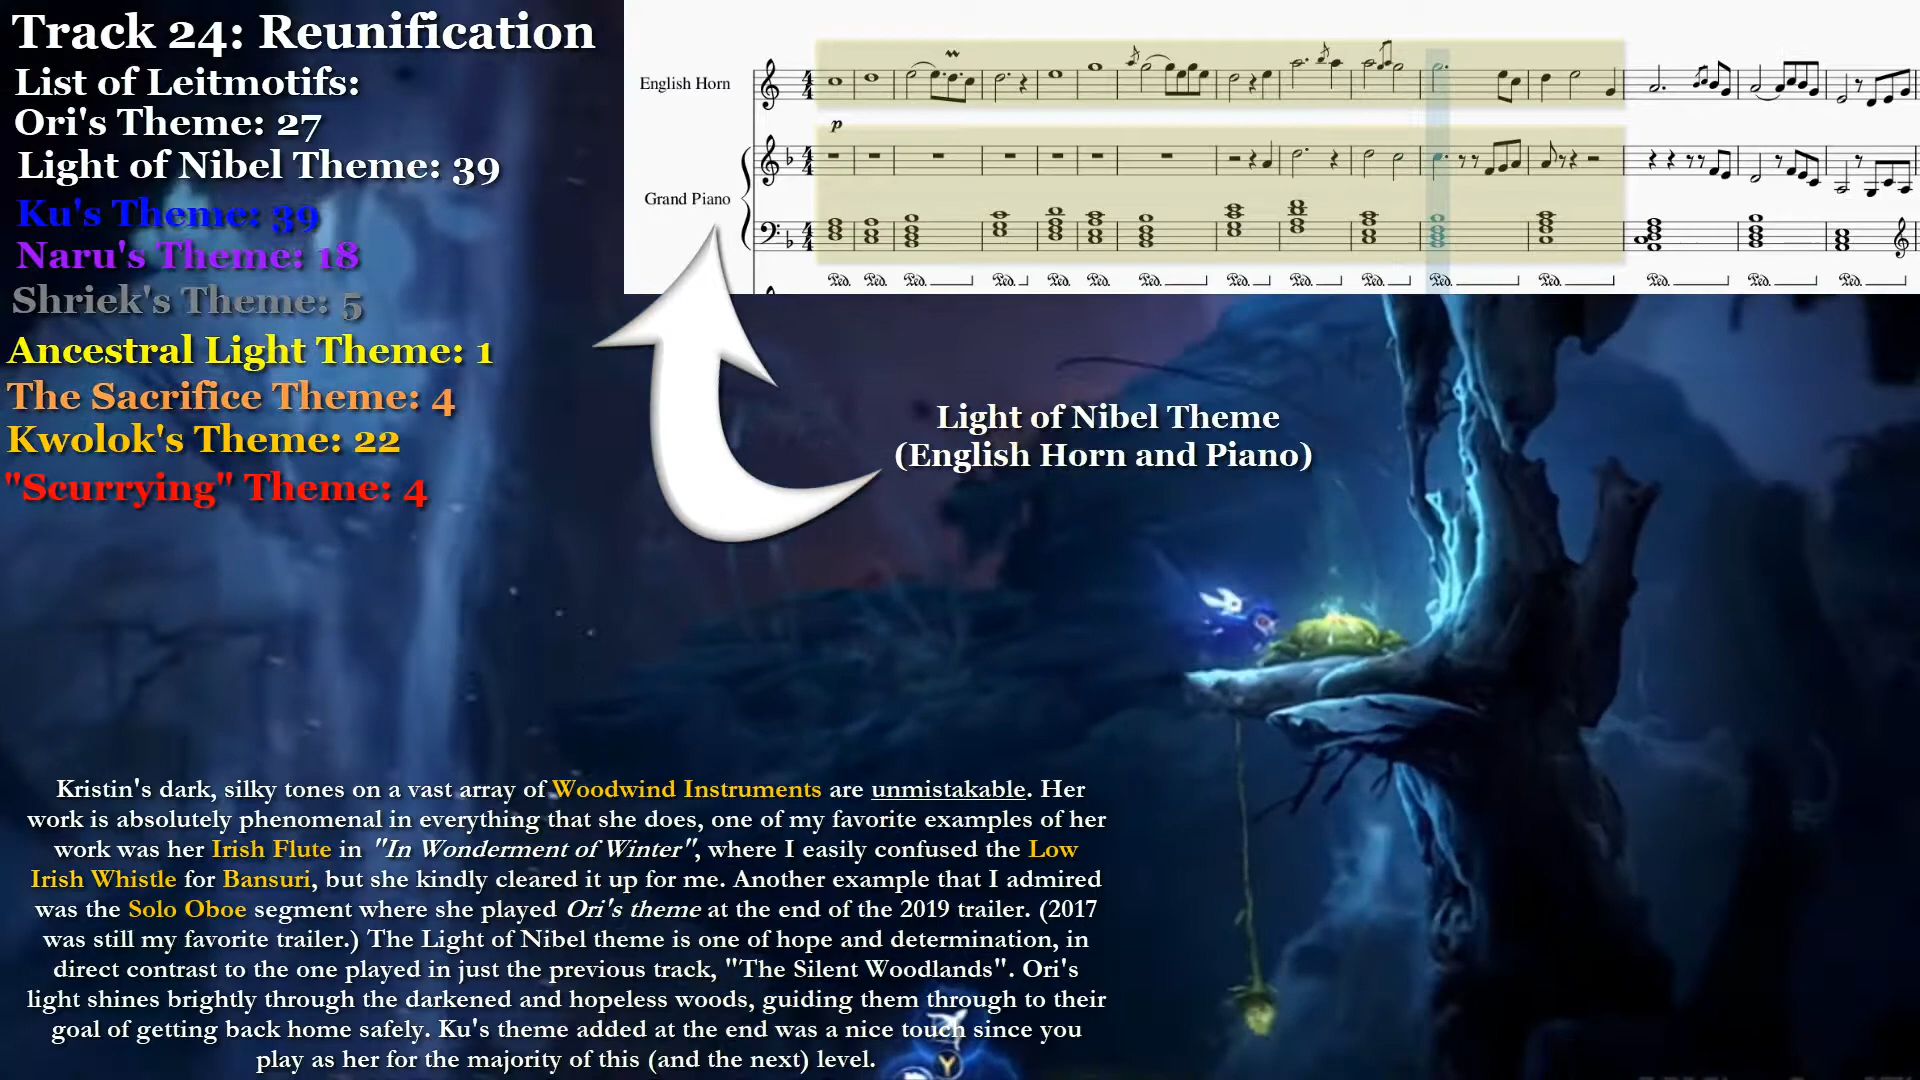 Track 24: Reunification
List of Leitmotifs:
Ori's Theme: 27
Light of Nibel Theme: 39
Ku's Theme: 39
Naru's Theme: 18
Shriek's Theme: 5
Ancestral Light Theme: 1
The Sacrifice Theme: 4
Kwolok's Theme: 22
"Scurrying" Theme: 4
English Horn
p
Grand Piano
Light of Nibel Theme
(English Horn and Piano)
Kristin's dark, silky tones on a vast array of Woodwind Instruments are unmistakable. Her
work is absolutely phenomenal in everything that she does, one of my favorite examples of her
work was her Irish Flute in "In Wonderment of Winter", where I easily confused the Low
Irish Whistle for Bansuri, but she kindly cleared it up for me. Another example that I admired
was the Solo Oboe segment where she played Ori's theme at the end of the 2019 trailer. (2017
was still my favorite trailer.) The Light of Nibel theme is one of hope and determination, in
direct contrast to the one played in just the previous track, "The Silent Woodlands". Ori's
light shines brightly through the darkened and hopeless woods, guiding them through to their
goal of getting back home safely. Ku's theme added at the end was a nice touch since you
play as her for the majority of this (and the next) level.
Y